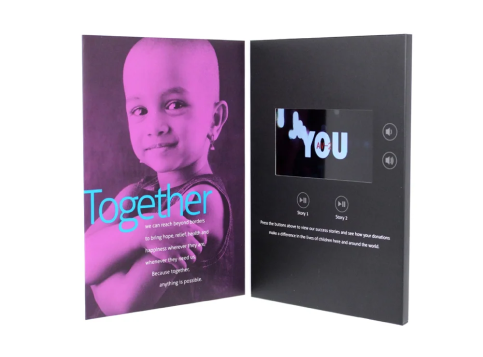 Together
we can reach beyond borders
to bring hope, relief, health and
happiness wherever they are,
whenever they need us.
Because together,
anything is possible.
YOU
Story 1
Story 2
Press the buttons above to view our success stories and see how your donations
make a difference in the lives of children here and around the world.